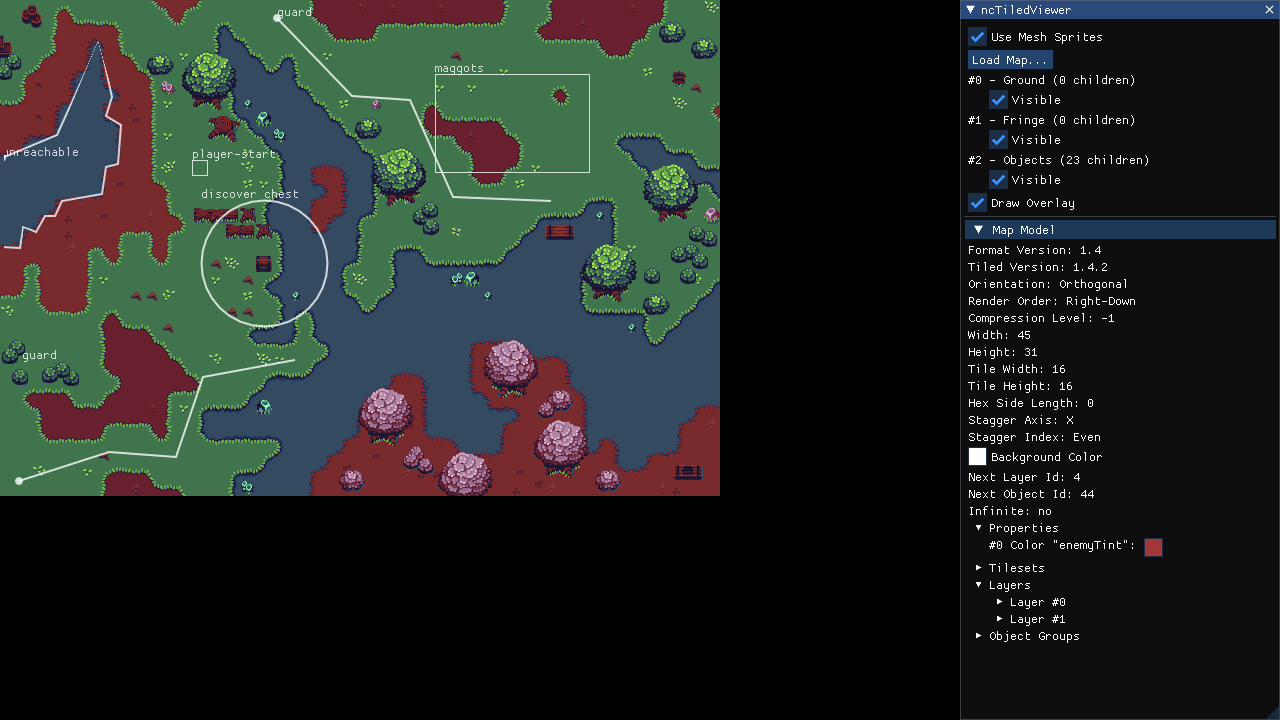 guard
maggots
unreachable
player-start
discover chest
guard
ncTiledViewer
Use Mesh Sprites
Load Map...
#0 - Ground (0 children)
Visible
#1 - Fringe (0 children)
Visible
#2 - Objscts (23 children)
Visible
Draw Overlay
Map Model
Format Version: 1.4
Tiled Version: 1.4.2
Orientation: Orthogonal
Render Order: Right-Down
Compression Level: -1
Width: 45
Height: 31
Tile Width: 16
Tile Height: 16
Hex Side Length: 0
Stagger Axis: X
Stagger Index: Even
Background Color
Next Layer Id: 4
Next Object Id: 44
Infinite: no
Properties
#0 Color "enemyTint":
Tilesets
Layers
Layer #0
Layer #1
Object Groups